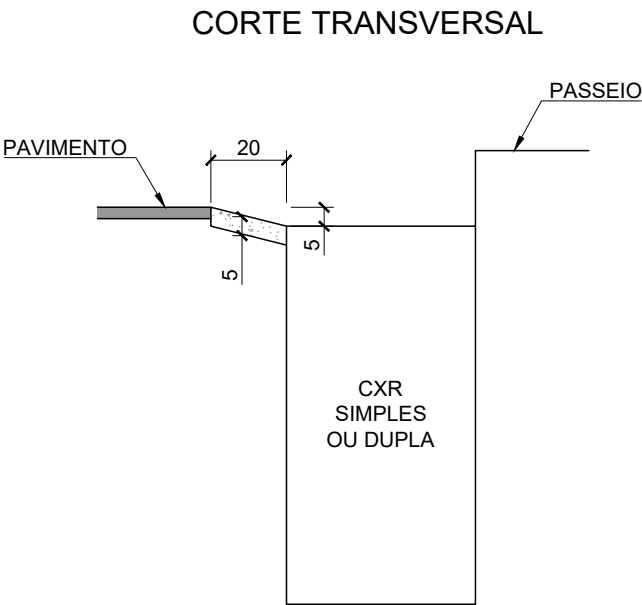 CORTE TRANSVERSAL
PASSEIO
PAVIMENTO
20
5
5
CXR
SIMPLES
OU DUPLA